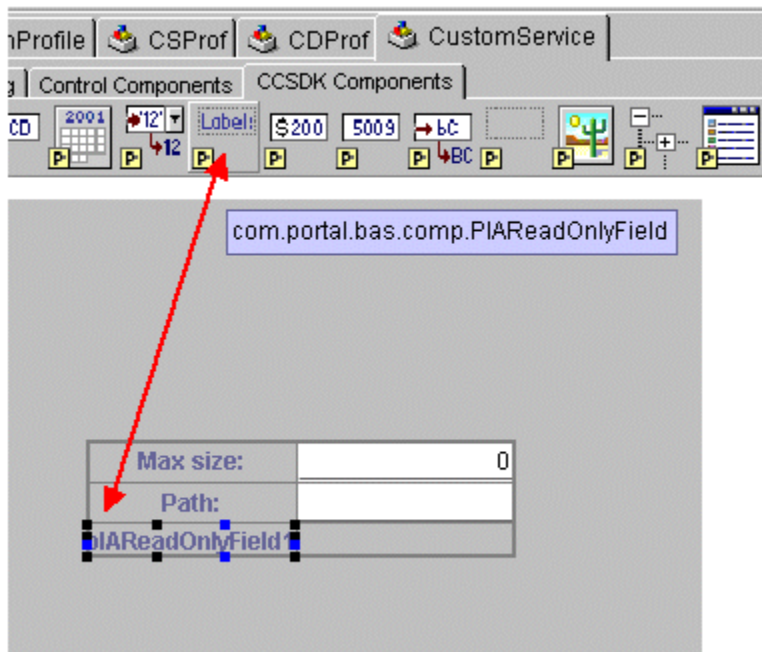 nProfile CSProf CDProf CustomService
g Control Components CCSDK Components
CD 2001 '12' 12 Label: $200 5009 bC BC
P P P P P P P P P
com.portal.bas.comp.PIAReadOnlyField
Max size: 0
Path:
pIAReadOnlyField1